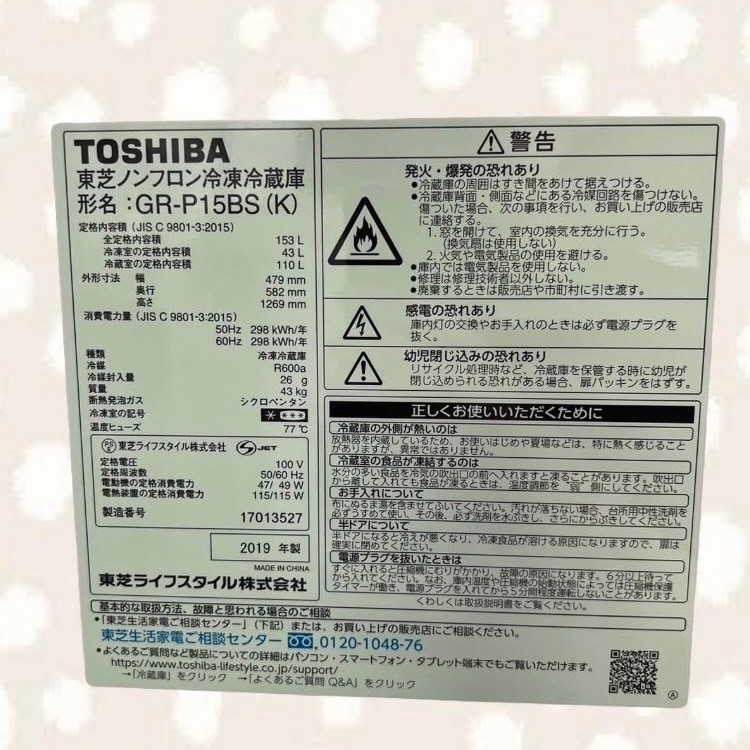 TOSHIBA
東芝ノンフロン冷凍冷蔵庫
形名:GR-P15BS(K)
定格内容積(JIS C 9801-3:2015)
全定格内容積 153 L
冷凍室の定格内容積 43 L
冷蔵室の定格内容積 110 L
外形寸法 幅 479 mm
奥行 582 mm
高さ 1269 mm
消費電力量(JIS C 9801-3:2015)
50Hz 298 kWh/年
60Hz 298 kWh/年
種類 冷凍冷蔵庫
冷媒 R600a
冷媒封入量 26 g
質量 43 kg
断熱発泡ガス シクロペンタン
冷凍室の記号
温度ヒューズ 77℃
PS E 東芝ライフスタイル株式会社 S JET
定格電圧 100 V
定格周波数 50/60 Hz
電動機の定格消費電力 47/ 49 W
電熱装置の定格消費電力 115/115 W
製造番号 17013527
2019 年製
MADE IN CHINA
東芝ライフスタイル株式会社
警告
発火・爆発の恐れあり
●冷蔵庫の周囲はすき間をあけて据えつける。
●冷蔵庫背面・側面などにある冷媒回路を傷つけない。
傷ついた場合、次の事項を行い、お買い上げの販売店
に連絡する。
1. 窓を開けて、室内の換気を充分に行う。
(換気扇は使用しない)
2. 火気や電気製品の使用を避ける。
●庫内では電気製品を使用しない。
●修理は修理技術者以外しない。
●廃棄するときは販売店や市町村に引き渡す。
感電の恐れあり
庫内灯の交換やお手入れのときは必ず電源プラグを
抜く。
幼児閉じ込みの恐れあり
リサイクル処理時など、冷蔵庫を保管する時に幼児が
閉じ込められる恐れがある場合、扉パッキンをはずす。
正しくお使いいただくために
冷蔵庫の外側が熱いのは
放熱器を内蔵しているため、お使いはじめや夏場などは、特に熱く感じること
がありますが、異常ではありません。
冷蔵室の食品が凍結するのは
水分の多い食品を冷気の吹出口の前へ入れますと凍ることがあります。吹出口
から離して入れても食品が凍るときは、温度調節を"弱"側にしてください。
お手入れについて
布にぬるま湯を含ませてふいてください。汚れが落ちない場合、台所用中性洗剤を
必ずうすめて使い、その後、必ず洗剤を水ぶきし、さらにからぶきしてください。
半ドアについて
半ドアになると冷えが悪くなり、冷凍食品が溶ける原因になりますので、扉は
確実に閉めてください。
電源プラグを抜いたときは
すぐに入れると圧縮機にむりがかかり、故障の原因になります。6分以上待って
から入れてください。なお、庫内温度や圧縮機の始動状態によっては圧縮機保護
タイマーが働き、電源プラグを入れてから5分間程度運転しないことがあります。
くわしくは取扱説明書をご覧ください。
基本的な取扱方法、故障と思われる場合のご相談
●「東芝生活家電ご相談センター」(下記)または、お買い上げの販売店にご相談ください。
東芝生活家電ご相談センター 0120-1048-76
●よくあるご質問など製品についての詳細はパソコン・スマートフォン・タブレット端末でもご覧いただけます。
https://www.toshiba-lifestyle.co.jp/support/
→「冷蔵庫」をクリック →「よくあるご質問 Q&A」をクリック
A